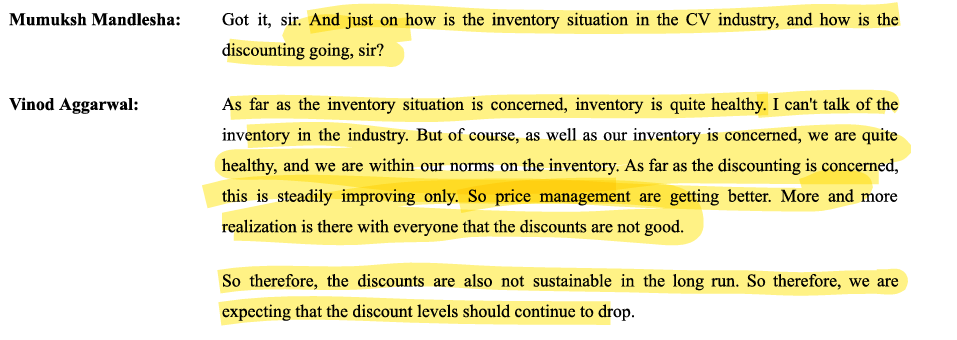 Mumuksh Mandlesha: Got it, sir. And just on how is the inventory situation in the CV industry, and how is the
discounting going, sir?
Vinod Aggarwal: As far as the inventory situation is concerned, inventory is quite healthy. I can't talk of the
inventory in the industry. But of course, as well as our inventory is concerned, we are quite
healthy, and we are within our norms on the inventory. As far as the discounting is concerned,
this is steadily improving only. So price management are getting better. More and more
realization is there with everyone that the discounts are not good.
So therefore, the discounts are also not sustainable in the long run. So therefore, we are
expecting that the discount levels should continue to drop.